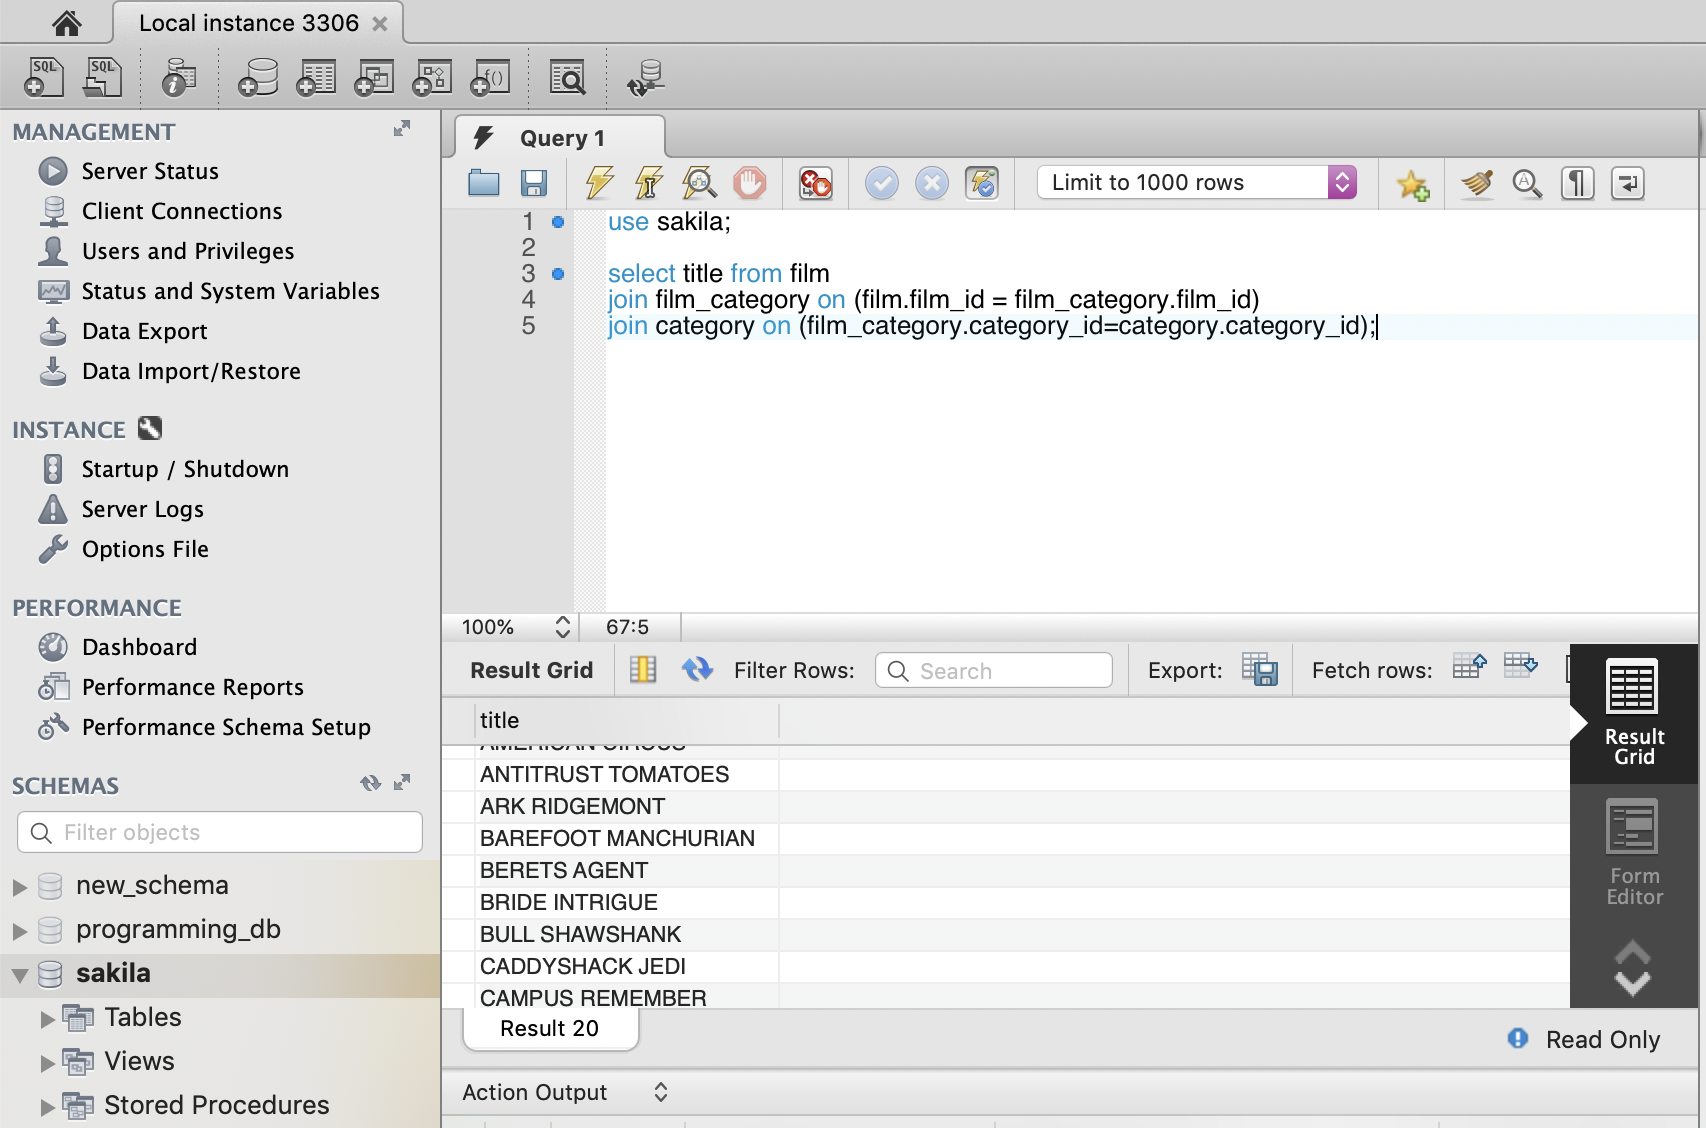 Local instance 3306
SQL SQL f()
MANAGEMENT
Server Status
Client Connections
Users and Privileges
Status and System Variables
Data Export
Data Import/Restore
INSTANCE
Startup / Shutdown
Server Logs
Options File
PERFORMANCE
Dashboard
Performance Reports
Performance Schema Setup
SCHEMAS
Filter objects
new_schema
programming_db
sakila
Tables
Views
Stored Procedures
Query 1
Limit to 1000 rows
1 use sakila;
2
3 select title from film
4 join film_category on (film.film_id = film_category.film_id)
5 join category on (film_category.category_id=category.category_id);
100% 67:5
Result Grid Filter Rows: Search Export: Fetch rows:
title
AMERICAN CIRCUS
ANTITRUST TOMATOES
ARK RIDGEMONT
BAREFOOT MANCHURIAN
BERETS AGENT
BRIDE INTRIGUE
BULL SHAWSHANK
CADDYSHACK JEDI
CAMPUS REMEMBER
Result
Grid
Form
Editor
Result 20
Read Only
Action Output